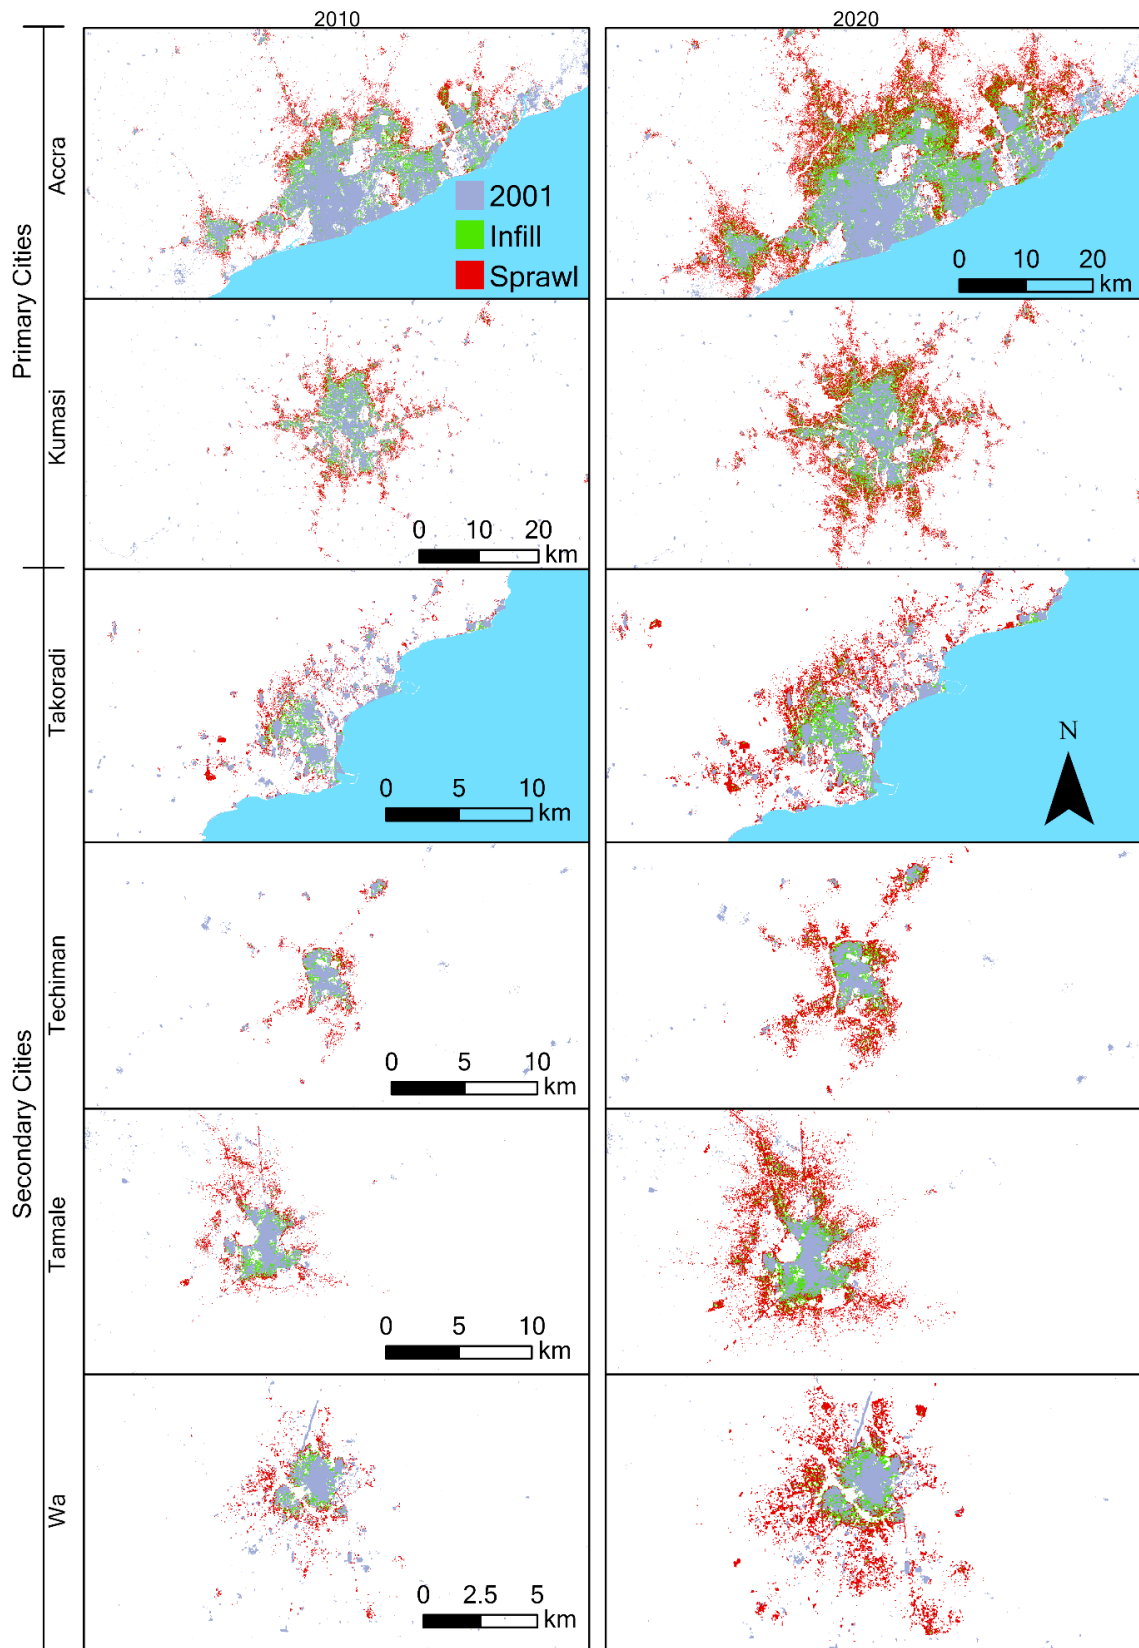 2010
2020
Primary Cities
Accra
2001
Infill
Sprawl
0 10 20
km
Kumasi
0 10 20
km
Secondary Cities
Takoradi
0 5 10
km
N
Techiman
0 5 10
km
Tamale
0 5 10
km
Wa
0 2.5 5
km